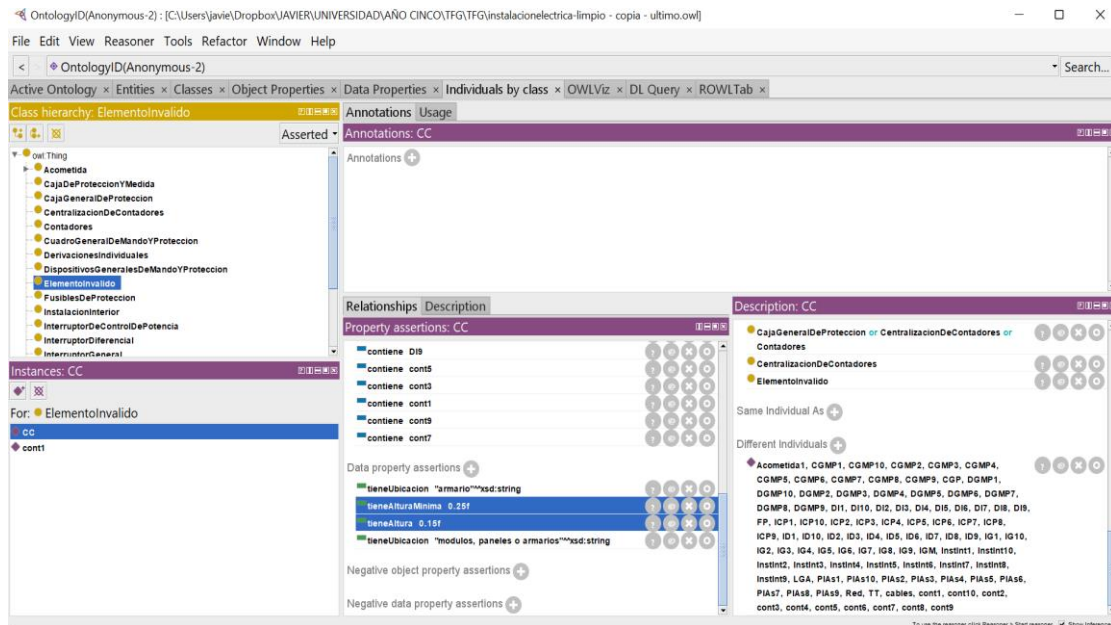 OntologyID(Anonymous-2) : [C:\Users\javie\Dropbox\JAVIER\UNIVERSIDAD\AÑO CINCO\TFG\TFG\instalacionelectrica-limpio - copia - ultimo.owl]
File Edit View Reasoner Tools Refactor Window Help
< OntologyID(Anonymous-2) Search...
Active Ontology × Entities × Classes × Object Properties × Data Properties × Individuals by class × OWLViz × DL Query × ROWLTab ×
Class hierarchy: ElementoInvalido
Asserted
owl:Thing
Acometida
CajaDeProteccionYMedida
CajaGeneralDeProteccion
CentralizacionDeContadores
Contadores
CuadroGeneralDeMandoYProteccion
DerivacionesIndividuales
DispositivosGeneralesDeMandoYProteccion
ElementoInvalido
FusiblesDeProteccion
InstalacionInterior
InterruptorDeControlDePotencia
InterruptorDiferencial
InterruptorGeneral
Instances: CC
For: ElementoInvalido
CC
cont1
Annotations Usage
Annotations: CC
Annotations
Relationships Description
Property assertions: CC
contiene DI9
contiene cont5
contiene cont3
contiene cont1
contiene cont9
contiene cont7
Data property assertions
tieneUbicacion "armario"^^xsd:string
tieneAlturaMinima 0.25f
tieneAltura 0.15f
tieneUbicacion "modulos, paneles o armarios"^^xsd:string
Negative object property assertions
Negative data property assertions
Description: CC
CajaGeneralDeProteccion or CentralizacionDeContadores or
Contadores
CentralizacionDeContadores
ElementoInvalido
Same Individual As
Different Individuals
Acometida1, CGMP1, CGMP10, CGMP2, CGMP3, CGMP4,
CGMP5, CGMP6, CGMP7, CGMP8, CGMP9, CGP, DGMP1,
DGMP10, DGMP2, DGMP3, DGMP4, DGMP5, DGMP6, DGMP7,
DGMP8, DGMP9, DI1, DI10, DI2, DI3, DI4, DI5, DI6, DI7, DI8, DI9,
FP, ICP1, ICP10, ICP2, ICP3, ICP4, ICP5, ICP6, ICP7, ICP8,
ICP9, ID1, ID10, ID2, ID3, ID4, ID5, ID6, ID7, ID8, ID9, IG1, IG10,
IG2, IG3, IG4, IG5, IG6, IG7, IG8, IG9, IGM, InstInt1, InstInt10,
InstInt2, InstInt3, InstInt4, InstInt5, InstInt6, InstInt7, InstInt8,
InstInt9, LGA, PIAs1, PIAs10, PIAs2, PIAs3, PIAs4, PIAs5, PIAs6,
PIAs7, PIAs8, PIAs9, Red, TT, cables, cont1, cont10, cont2,
cont3, cont4, cont5, cont6, cont7, cont8, cont9
To use the reasoner click Reasoner > Start reasoner Show Inferences